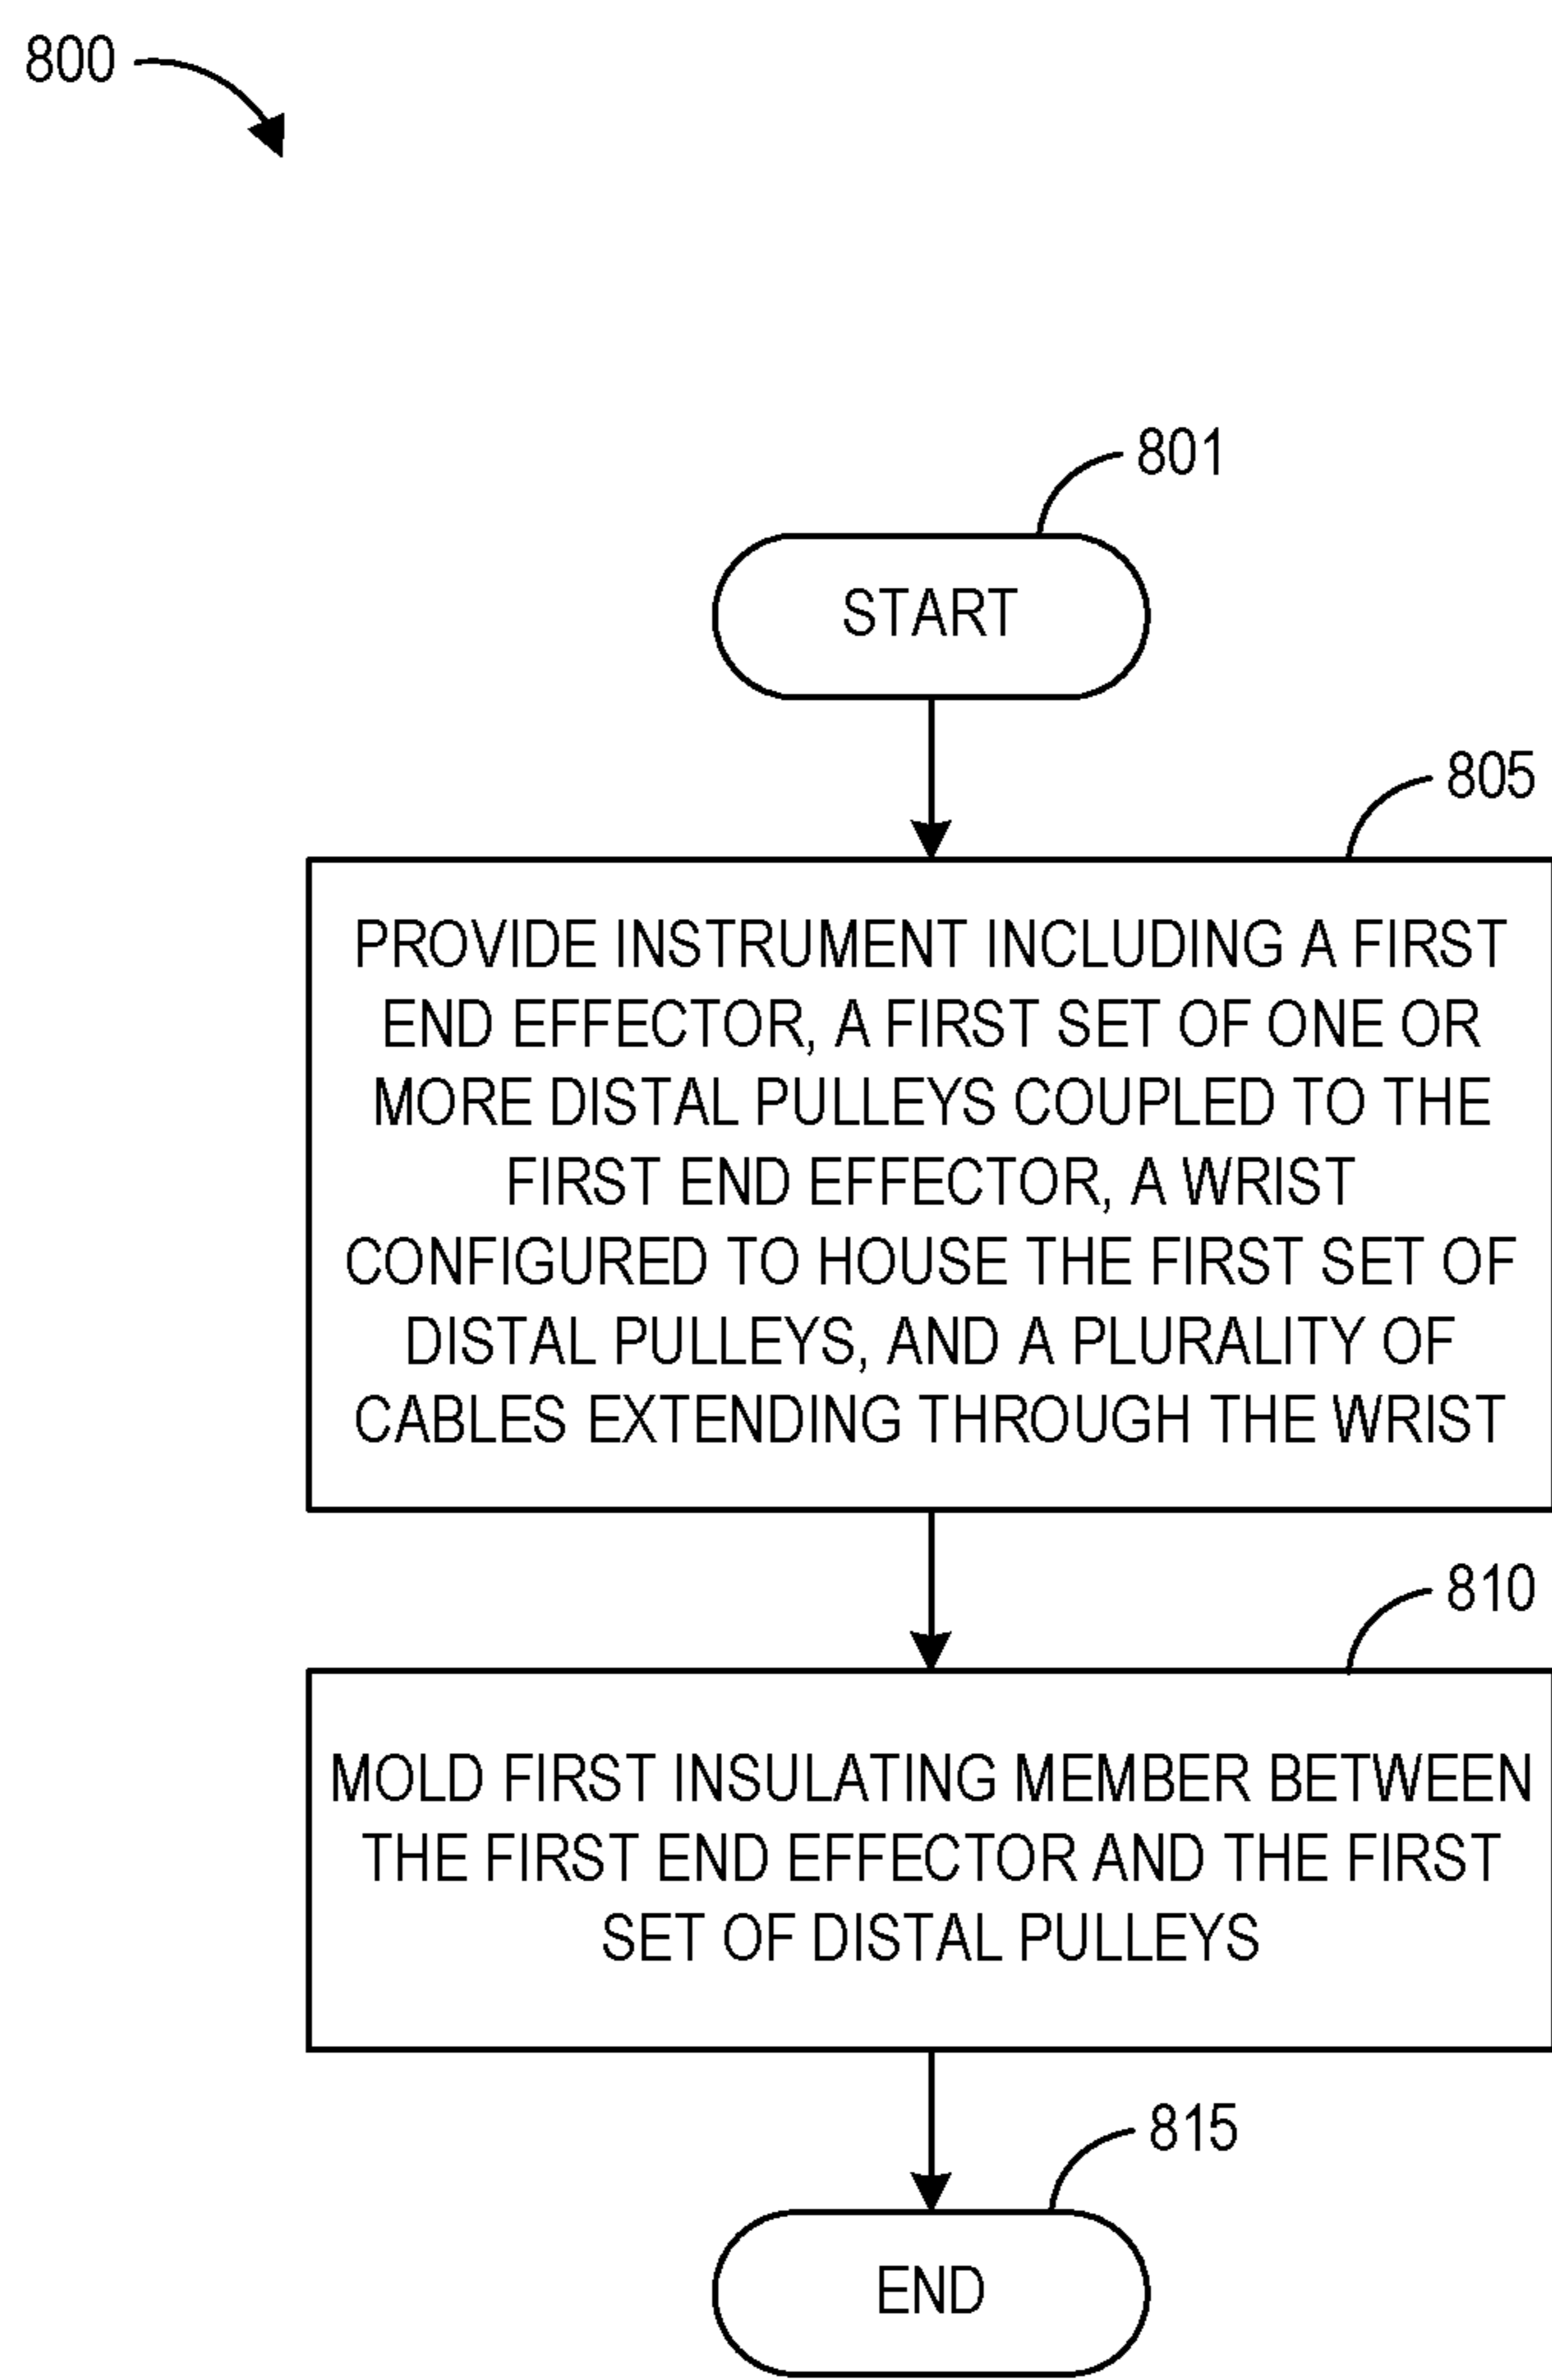 800
801
START
805
PROVIDE INSTRUMENT INCLUDING A FIRST
END EFFECTOR, A FIRST SET OF ONE OR
MORE DISTAL PULLEYS COUPLED TO THE
FIRST END EFFECTOR, A WRIST
CONFIGURED TO HOUSE THE FIRST SET OF
DISTAL PULLEYS, AND A PLURALITY OF
CABLES EXTENDING THROUGH THE WRIST
810
MOLD FIRST INSULATING MEMBER BETWEEN
THE FIRST END EFFECTOR AND THE FIRST
SET OF DISTAL PULLEYS
815
END